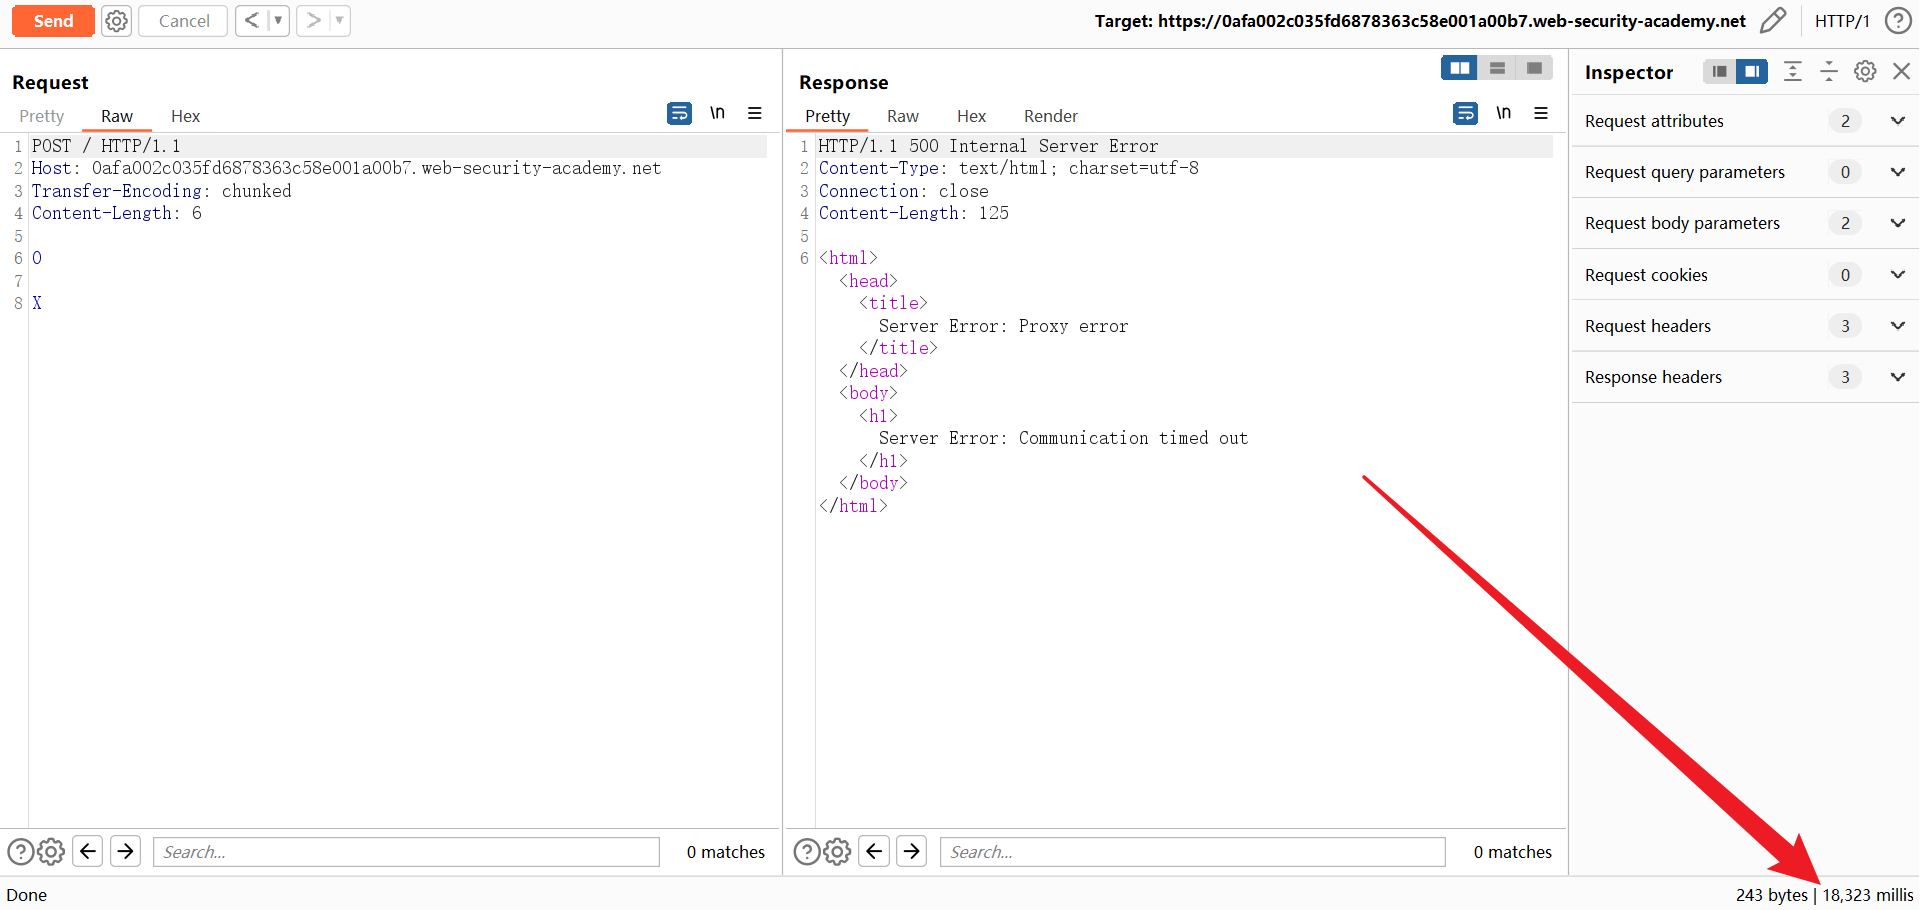 Send
Cancel
< ▼
> ▼
Target: https://0afa002c035fd6878363c58e001a00b7.web-security-academy.net
HTTP/1
?
Request
Pretty Raw Hex
\n
1 POST / HTTP/1.1
2 Host: 0afa002c035fd6878363c58e001a00b7.web-security-academy.net
3 Transfer-Encoding: chunked
4 Content-Length: 6
5
6 0
7
8 X
? Search...
0 matches
Response
Pretty Raw Hex Render
\n
1 HTTP/1.1 500 Internal Server Error
2 Content-Type: text/html; charset=utf-8
3 Connection: close
4 Content-Length: 125
5
6 <html>
<head>
<title>
Server Error: Proxy error
</title>
</head>
<body>
<h1>
Server Error: Communication timed out
</h1>
</body>
</html>
? Search...
0 matches
Inspector
Request attributes 2
Request query parameters 0
Request body parameters 2
Request cookies 0
Request headers 3
Response headers 3
Done
243 bytes | 18,323 millis